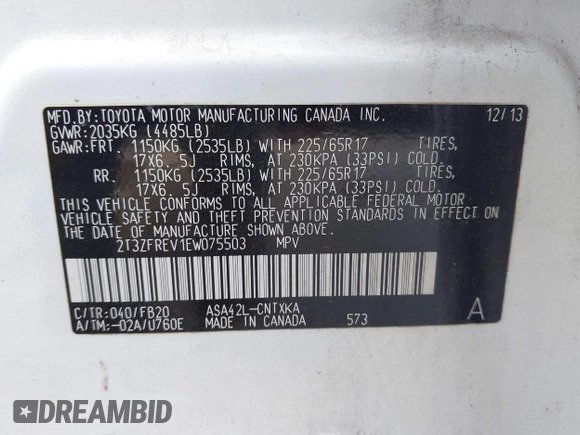 MFD.BY:TOYOTA MOTOR MANUFACTURING CANADA INC. 12/13
GVWR:2035KG (4485LB)
GAWR:FRT. 1150KG (2535LB) WITH 225/65R17 TIRES,
17X6. 5J RIMS, AT 230KPA (33PSI) COLD.
RR. 1150KG (2535LB) WITH 225/65R17 TIRES,
17X6. 5J RIMS, AT 230KPA (33PSI) COLD.
THIS VEHICLE CONFORMS TO ALL APPLICABLE FEDERAL MOTOR
VEHICLE SAFETY AND THEFT PREVENTION STANDARDS IN EFFECT ON
THE DATE OF MANUFACTURE SHOWN ABOVE.
2T3ZFREV1EW075503 MPV
C/TR:040/FB20 ASA42L-CNTXKA
A/TM:-02A/U760E MADE IN CANADA 573 A
DREAMBID